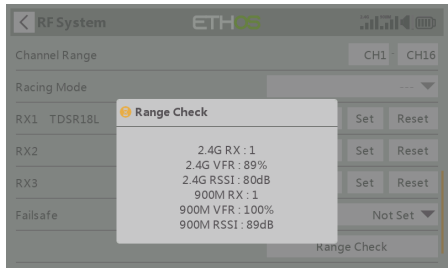 RF System
ETHOS
Channel Range
CH1 - CH16
Racing Mode
---
RX1 TDSR18L
Set
Reset
RX2
Set
Reset
RX3
Set
Reset
Failsafe
Not Set
Range Check
Range Check
2.4G RX : 1
2.4G VFR : 89%
2.4G RSSI : 80dB
900M RX : 1
900M VFR : 100%
900M RSSI : 89dB